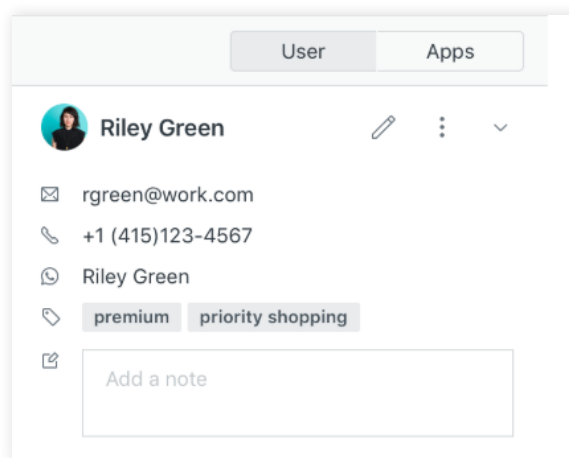 User Apps
Riley Green
rgreen@work.com
+1 (415)123-4567
Riley Green
premium priority shopping
Add a note